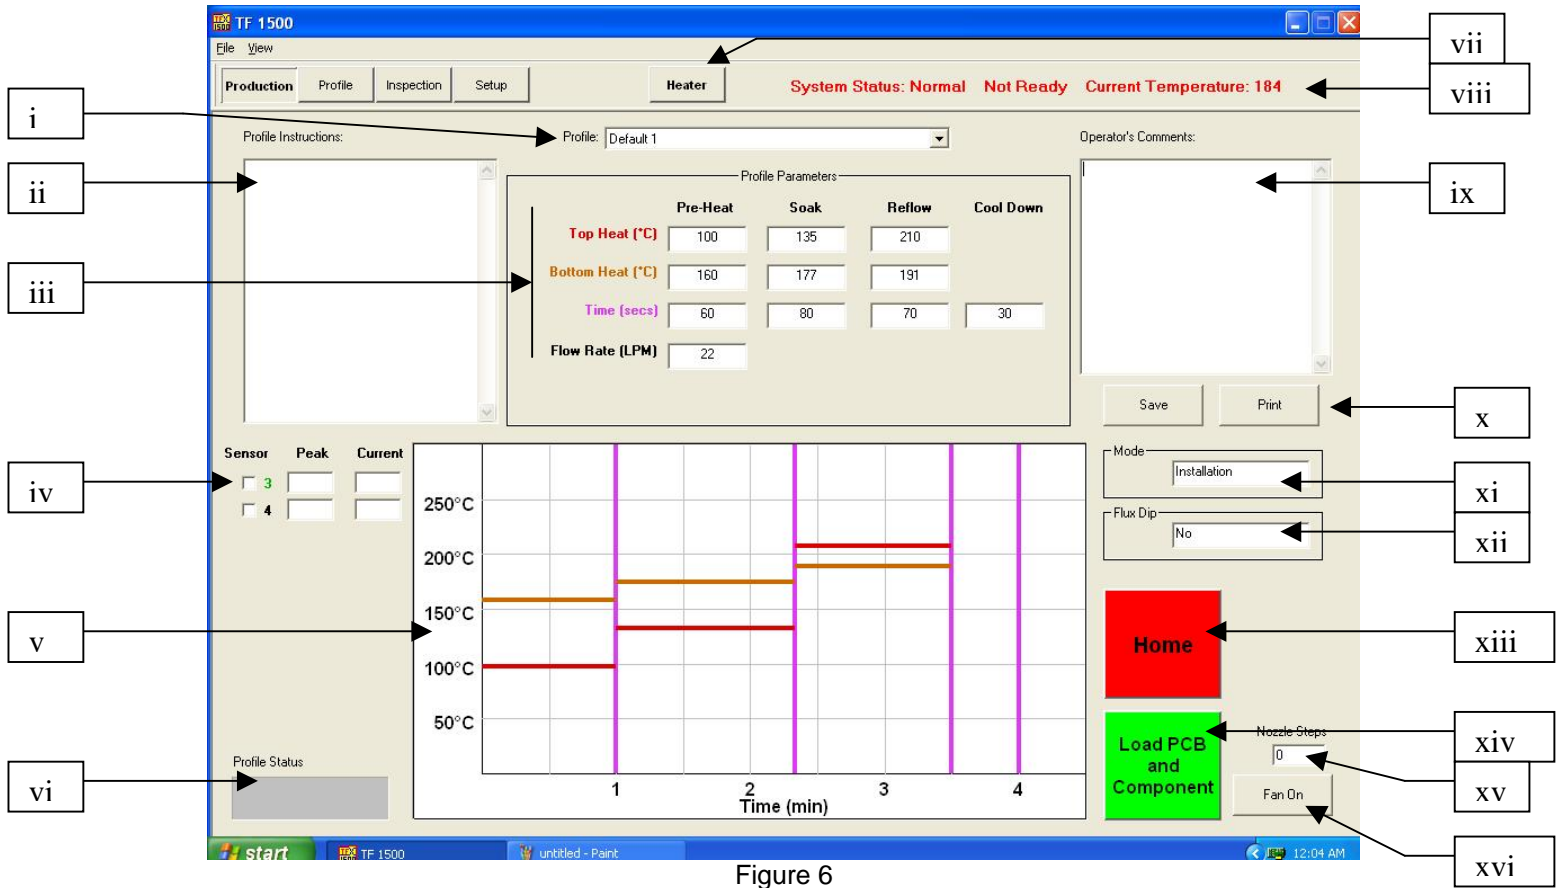 TF 1500
File View
Production Profile Inspection Setup Heater System Status: Normal Not Ready Current Temperature: 184
vii
viii
i
Profile Instructions:
Profile: Default 1
Operator's Comments:
ii
ix
Profile Parameters
Pre-Heat Soak Reflow Cool Down
Top Heat (°C) 100 135 210
Bottom Heat (°C) 160 177 191
Time (secs) 60 80 70 30
Flow Rate (LPM) 22
iii
Save Print
x
Sensor Peak Current
3
4
iv
Mode
Installation
xi
Flux Dip
No
xii
250°C
200°C
150°C
100°C
50°C
v
1 2 3 4
Time (min)
Home
xiii
Load PCB
and
Component
xiv
Nozzle Steps
0
xv
Fan On
xvi
Profile Status
vi
start TF 1500 untitled - Paint 12:04 AM
Figure 6